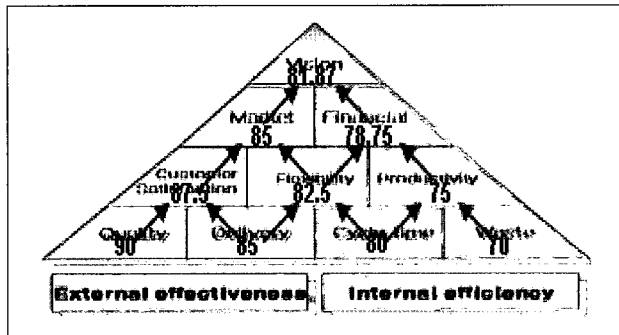 Vision
81.87
Market Financial
85 78.75
Customer
Satisfaction Flexibility Productivity
87.5 82.5 75
Quality Delivery Cycle time Waste
90 85 80 70
External effectiveness Internal efficiency